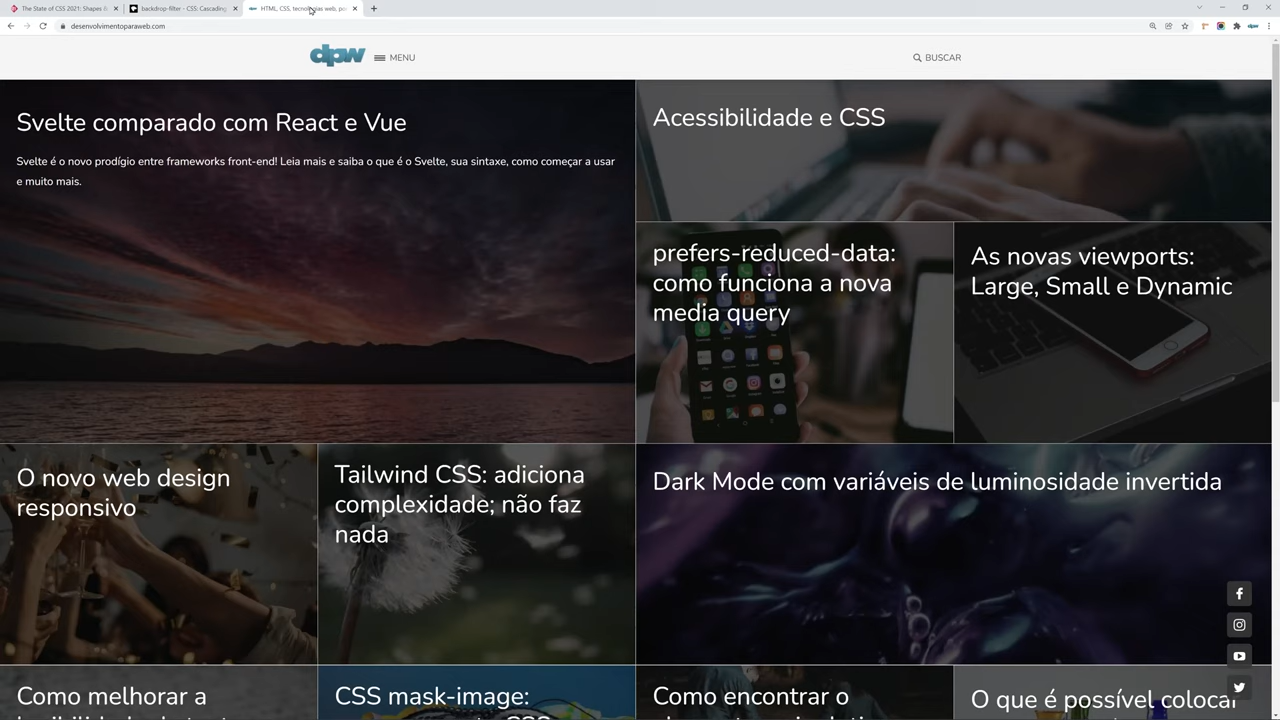 The State of CSS 2021: Shapes &
backdrop-filter - CSS: Cascading
HTML, CSS, tecnologias web, po
desenvolvimentoparaweb.com
dpw
MENU
BUSCAR
Svelte comparado com React e Vue
Svelte é o novo prodígio entre frameworks front-end! Leia mais e saiba o que é o Svelte, sua sintaxe, como começar a usar
e muito mais.
Acessibilidade e CSS
prefers-reduced-data:
como funciona a nova
media query
As novas viewports:
Large, Small e Dynamic
O novo web design
responsivo
Tailwind CSS: adiciona
complexidade; não faz
nada
Dark Mode com variáveis de luminosidade invertida
Como melhorar a
CSS mask-image:
Como encontrar o
O que é possível colocar